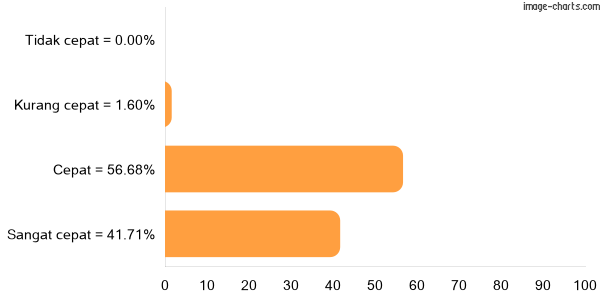 image-charts.com
Tidak cepat = 0.00%
Kurang cepat = 1.60%
Cepat = 56.68%
Sangat cepat = 41.71%
0 10 20 30 40 50 60 70 80 90 100